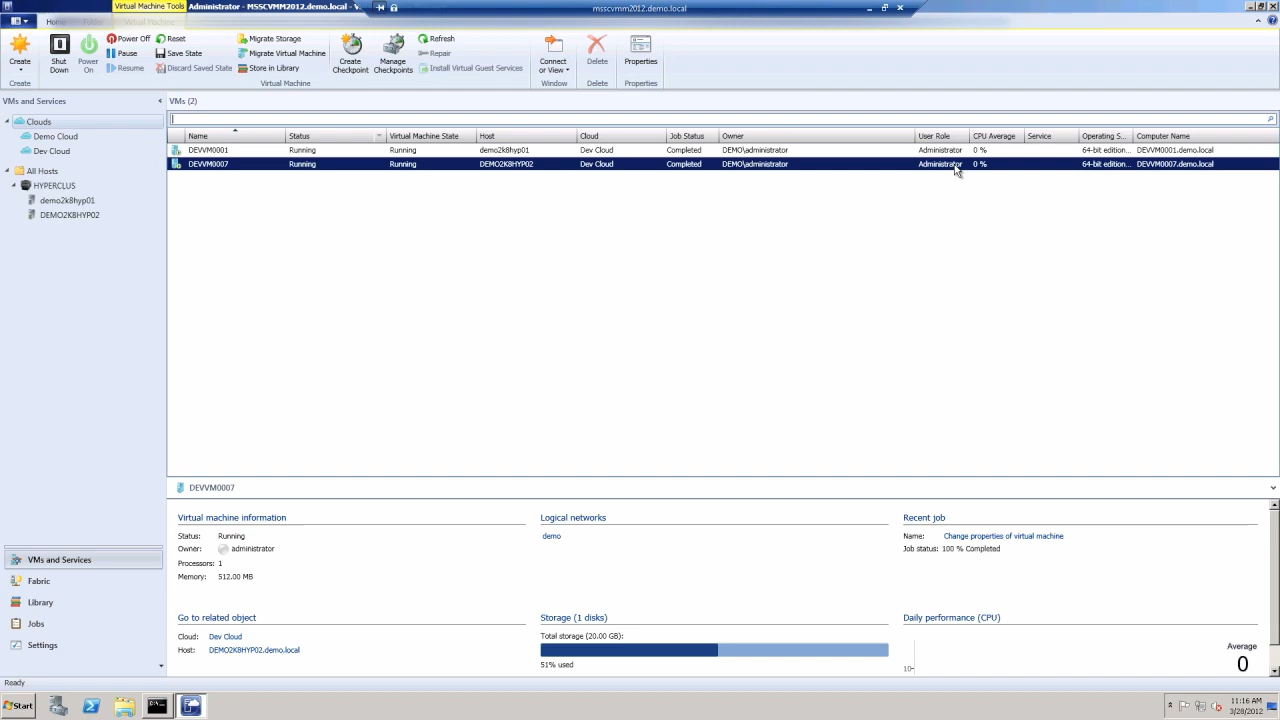 Virtual Machine Tools
Administrator - MSSCVMM2012.demo.local - V
msscvmm2012.demo.local
Home Folder Virtual Machine
Create
Shut Down
Power On
Power Off
Pause
Resume
Reset
Save State
Discard Saved State
Migrate Storage
Migrate Virtual Machine
Store in Library
Create Checkpoint
Manage Checkpoints
Refresh
Repair
Install Virtual Guest Services
Connect or View
Delete
Properties
Create Virtual Machine Window Delete Properties
VMs and Services
Clouds
Demo Cloud
Dev Cloud
All Hosts
HYPERCLUS
demo2k8hyp01
DEMO2K8HYP02
VMs (2)
Name Status Virtual Machine State Host Cloud Job Status Owner User Role CPU Average Service Operating S... Computer Name
DEVVM0001 Running Running demo2k8hyp01 Dev Cloud Completed DEMO\administrator Administrator 0 % 64-bit edition... DEVVM0001.demo.local
DEVVM0007 Running Running DEMO2K8HYP02 Dev Cloud Completed DEMO\administrator Administrator 0 % 64-bit edition... DEVVM0007.demo.local
DEVVM0007
Virtual machine information
Status: Running
Owner: administrator
Processors: 1
Memory: 512.00 MB
Logical networks
demo
Recent job
Name: Change properties of virtual machine
Job status: 100 % Completed
Go to related object
Cloud: Dev Cloud
Host: DEMO2K8HYP02.demo.local
Storage (1 disks)
Total storage (20.00 GB):
51% used
Daily performance (CPU)
Average
0
10
VMs and Services
Fabric
Library
Jobs
Settings
Ready
Start
11:16 AM
3/28/2012